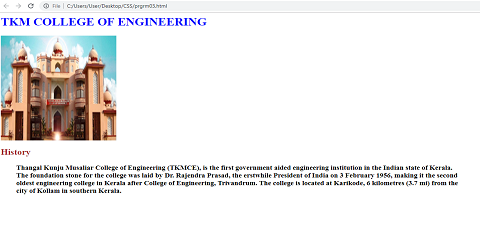 File | C:/Users/User/Desktop/CSS/prgrm03.html
TKM COLLEGE OF ENGINEERING
History
Thangal Kunju Musaliar College of Engineering (TKMCE), is the first government aided engineering institution in the Indian state of Kerala.
The foundation stone for the college was laid by Dr. Rajendra Prasad, the erstwhile President of India on 3 February 1956, making it the second
oldest engineering college in Kerala after College of Engineering, Trivandrum. The college is located at Karikode, 6 kilometres (3.7 mi) from the
city of Kollam in southern Kerala.